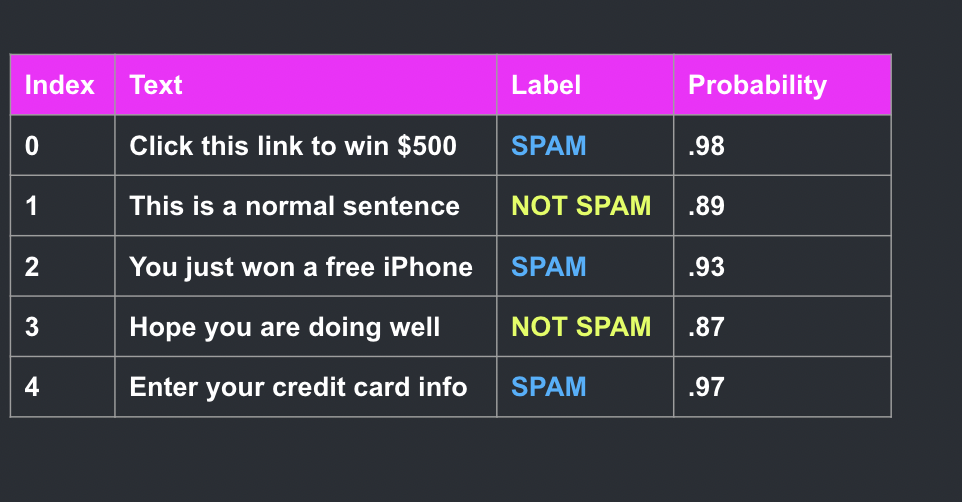 Index Text Label Probability
0 Click this link to win $500 SPAM .98
1 This is a normal sentence NOT SPAM .89
2 You just won a free iPhone SPAM .93
3 Hope you are doing well NOT SPAM .87
4 Enter your credit card info SPAM .97